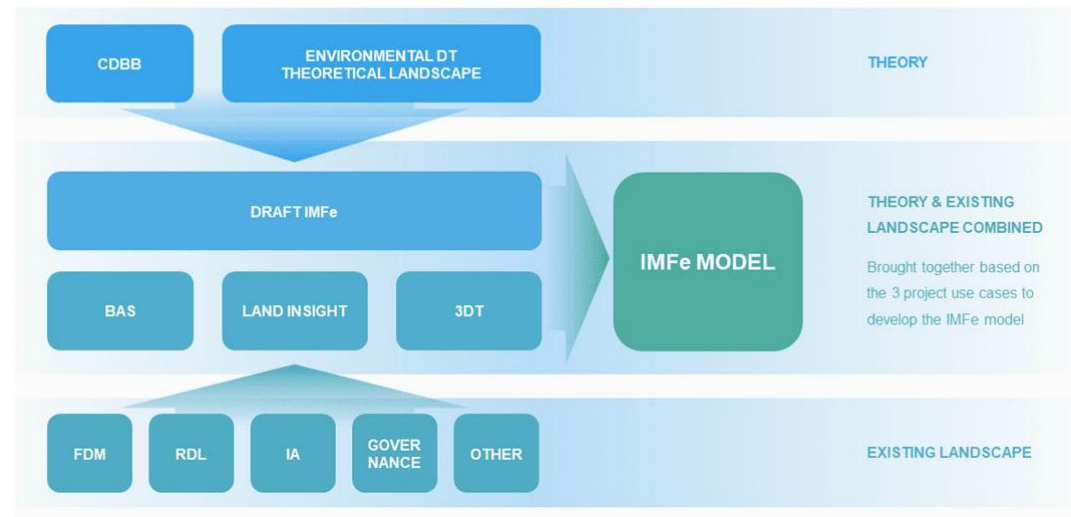 CDBB
ENVIRONMENTAL DT
THEORETICAL LANDSCAPE
THEORY
DRAFT IMFe
BAS
LAND INSIGHT
3DT
IMFe MODEL
THEORY & EXISTING
LANDSCAPE COMBINED
Brought together based on
the 3 project use cases to
develop the IMFe model
FDM
RDL
IA
GOVER
NANCE
OTHER
EXISTING LANDSCAPE